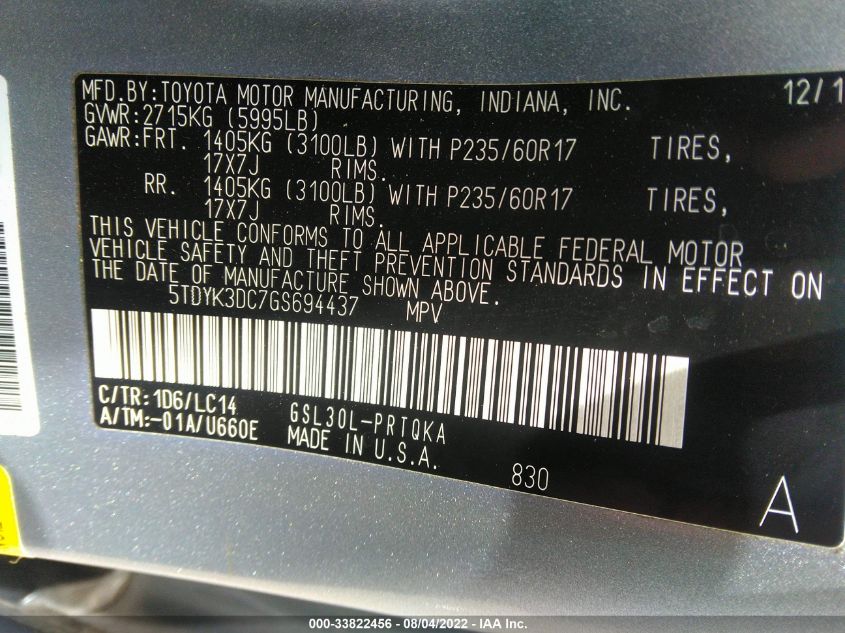 MFD.BY:TOYOTA MOTOR MANUFACTURING, INDIANA, INC. 12/1
GVWR:2715KG (5995LB)
GAWR:FRT. 1405KG (3100LB) WITH P235/60R17 TIRES,
17X7J RIMS.
RR. 1405KG (3100LB) WITH P235/60R17 TIRES,
17X7J RIMS.
THIS VEHICLE CONFORMS TO ALL APPLICABLE FEDERAL MOTOR
VEHICLE SAFETY AND THEFT PREVENTION STANDARDS IN EFFECT ON
THE DATE OF MANUFACTURE SHOWN ABOVE.
5TDYK3DC7GS694437 MPV
C/TR:1D6/LC14
A/TM:-01A/U660E
GSL30L-PRTQKA
MADE IN U.S.A.
830
A
000-33822456 - 08/04/2022 - IAA Inc.